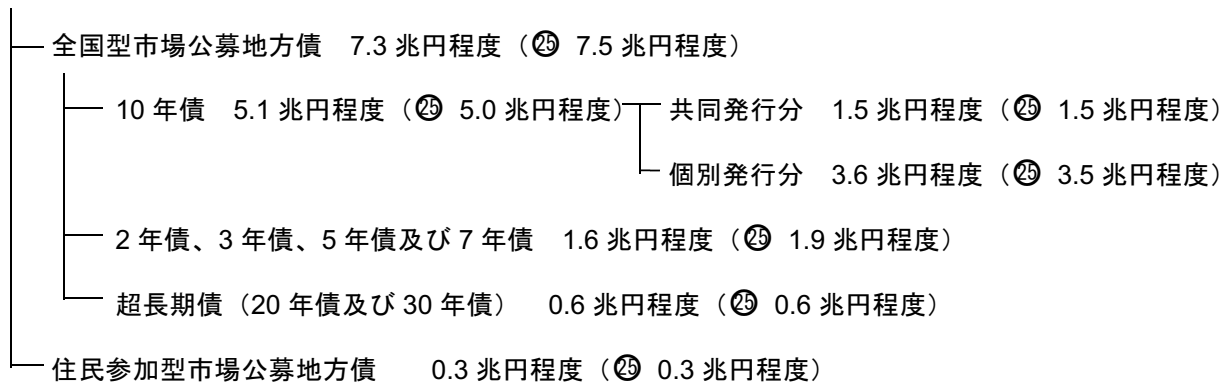 全国型市場公募地方債 7.3 兆円程度（㉕ 7.5 兆円程度）
10 年債 5.1 兆円程度（㉕ 5.0 兆円程度） 共同発行分 1.5 兆円程度（㉕ 1.5 兆円程度）
個別発行分 3.6 兆円程度（㉕ 3.5 兆円程度）
2 年債、3 年債、5 年債及び 7 年債 1.6 兆円程度（㉕ 1.9 兆円程度）
超長期債（20 年債及び 30 年債） 0.6 兆円程度（㉕ 0.6 兆円程度）
住民参加型市場公募地方債 0.3 兆円程度（㉕ 0.3 兆円程度）